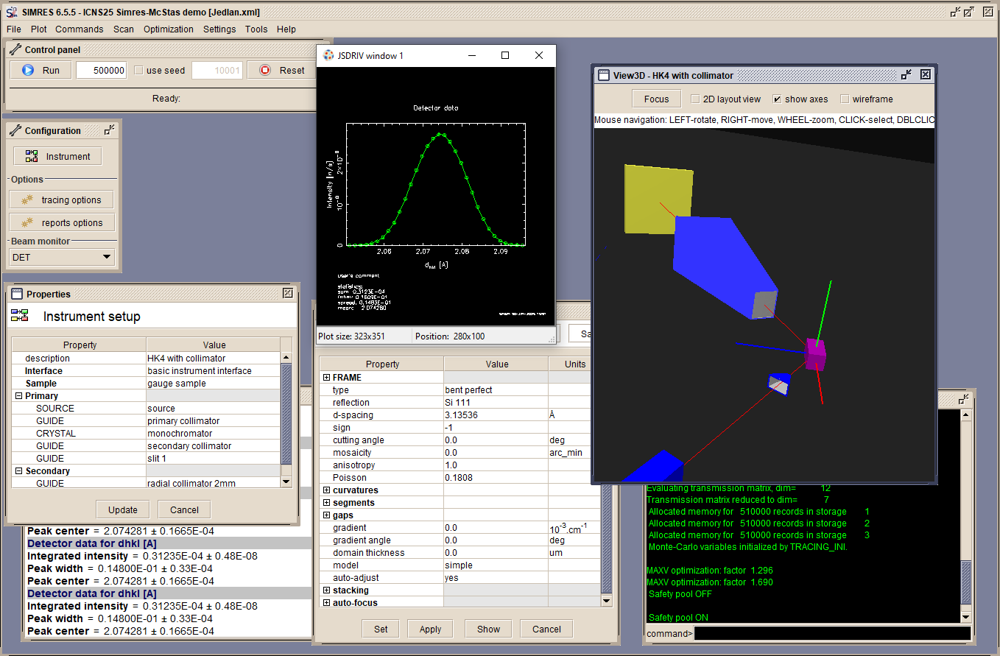 SIMRES 6.5.5 - ICNS25 Simres-McStas demo [Jedlan.xml]
File Plot Commands Scan Optimization Settings Tools Help
Control panel
Run 500000 use seed 10001 Reset
Ready:
Configuration
Instrument
Options
tracing options
reports options
Beam monitor
DET
JSDRIV window 1
Detector data
Intensity [n/s]
0 10⁻⁶ 2×10⁻⁶
2.06 2.07 2.08 2.09
d_hkl [Å]
User's comment
statistics:
sum: 0.3123E-04
fwhm: 0.1609E-01
spread: 0.1483E-01
mean: 2.074280
Plot size: 323x351 Position: 280x100
View3D - HK4 with collimator
Focus 2D layout view show axes wireframe
Mouse navigation: LEFT-rotate, RIGHT-move, WHEEL-zoom, CLICK-select, DBLCLIC
Properties
Instrument setup
Property Value
description HK4 with collimator
Interface basic instrument interface
Sample gauge sample
Primary
SOURCE source
GUIDE primary collimator
CRYSTAL monochromator
GUIDE secondary collimator
GUIDE slit 1
Secondary
GUIDE radial collimator 2mm
Update Cancel
Peak center = 2.074281 ± 0.1665E-04
Detector data for dhkl [A]
Integrated intensity = 0.31235E-04 ± 0.48E-08
Peak width = 0.14800E-01 ± 0.33E-04
Peak center = 2.074281 ± 0.1665E-04
Detector data for dhkl [A]
Integrated intensity = 0.31235E-04 ± 0.48E-08
Peak width = 0.14800E-01 ± 0.33E-04
Peak center = 2.074281 ± 0.1665E-04
Sa
Property Value Units
FRAME
type bent perfect
reflection Si 111
d-spacing 3.13536 Å
sign -1
cutting angle 0.0 deg
mosaicity 0.0 arc_min
anisotropy 1.0
Poisson 0.1808
curvatures
segments
gaps
gradient 0.0 10⁻³.cm⁻¹
gradient angle 0.0 deg
domain thickness 0.0 um
model simple
auto-adjust yes
stacking
auto-focus
Set Apply Show Cancel
Evaluating transmission matrix, dim= 12
Transmission matrix reduced to dim= 7
Allocated memory for 510000 records in storage 1
Allocated memory for 510000 records in storage 2
Allocated memory for 510000 records in storage 3
Monte-Carlo variables initialized by TRACING_INI.
MAXV optimization: factor 1.296
MAXV optimization: factor 1.690
Safety pool OFF
Safety pool ON
command>